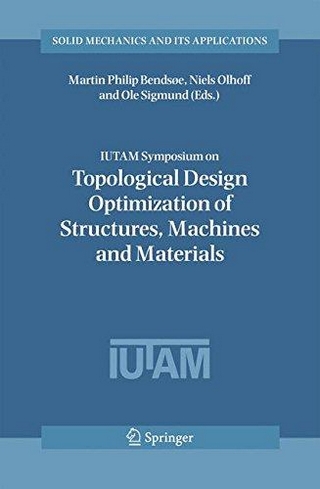 SOLID MECHANICS AND ITS APPLICATIONS
Martin Philip Bendsøe, Niels Olhoff
and Ole Sigmund (Eds.)
IUTAM Symposium on
Topological Design
Optimization of
Structures, Machines
and Materials
IUTAM
Springer